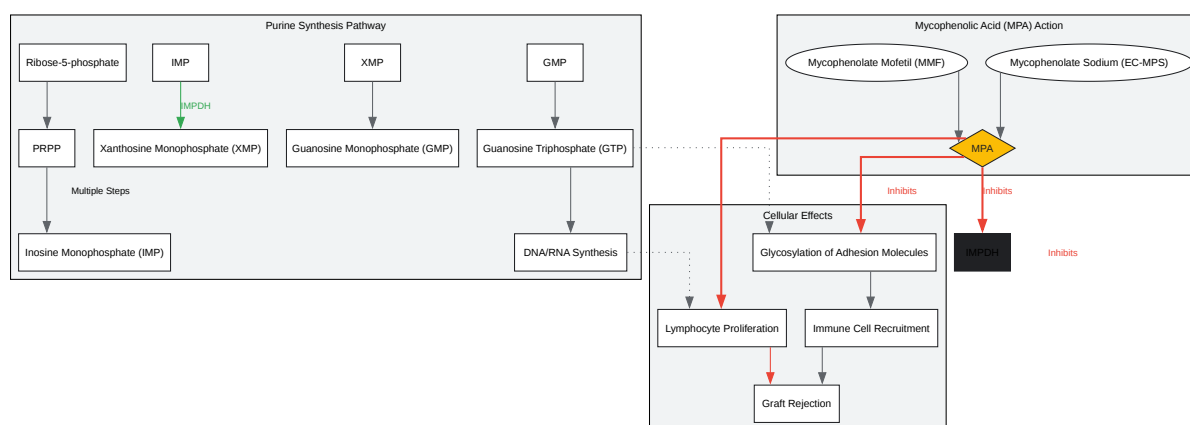 Purine Synthesis Pathway
Mycophenolic Acid (MPA) Action
Ribose-5-phosphate
IMP
XMP
GMP
Mycophenolate Mofetil (MMF)
Mycophenolate Sodium (EC-MPS)
IMPDH
PRPP
Xanthosine Monophosphate (XMP)
Guanosine Monophosphate (GMP)
Guanosine Triphosphate (GTP)
MPA
Multiple Steps
Inhibits
Inhibits
Cellular Effects
Inosine Monophosphate (IMP)
DNA/RNA Synthesis
Glycosylation of Adhesion Molecules
IMPDH
Inhibits
Lymphocyte Proliferation
Immune Cell Recruitment
Graft Rejection